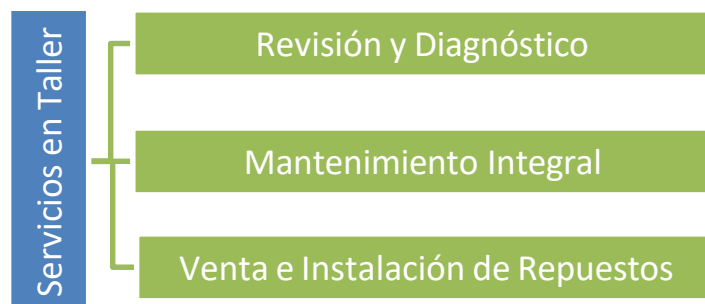 Servicios en Taller
Revisión y Diagnóstico
Mantenimiento Integral
Venta e Instalación de Repuestos